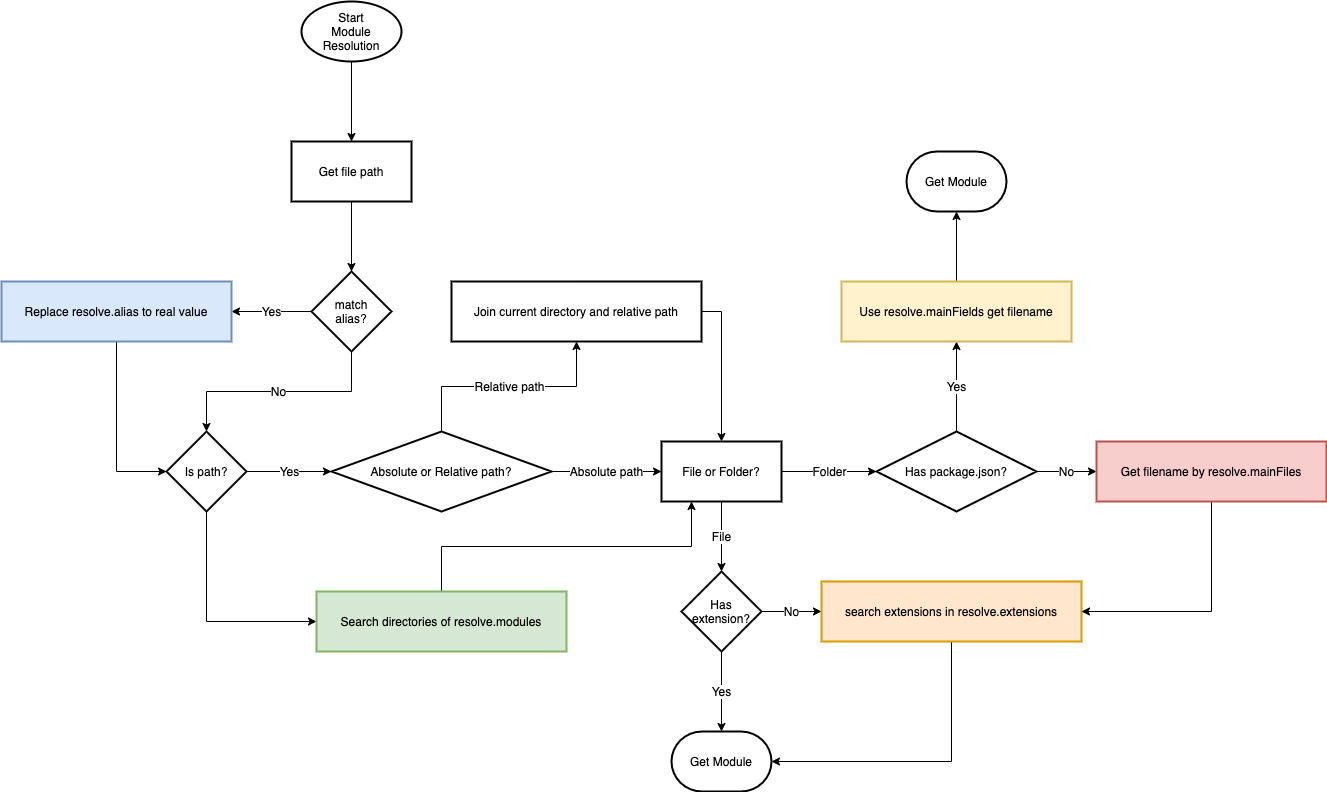 Start
Module
Resolution
Get file path
Get Module
Replace resolve.alias to real value
Yes
match
alias?
Join current directory and relative path
Use resolve.mainFields get filename
No
Relative path
Yes
Is path?
Yes
Absolute or Relative path?
Absolute path
File or Folder?
Folder
Has package.json?
No
Get filename by resolve.mainFiles
File
Search directories of resolve.modules
Has
extension?
No
search extensions in resolve.extensions
Yes
Get Module